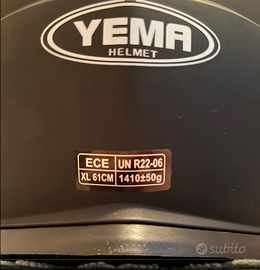 YEMA
HELMET
ECE UN R22-06
XL 61CM 1410±50g
subito